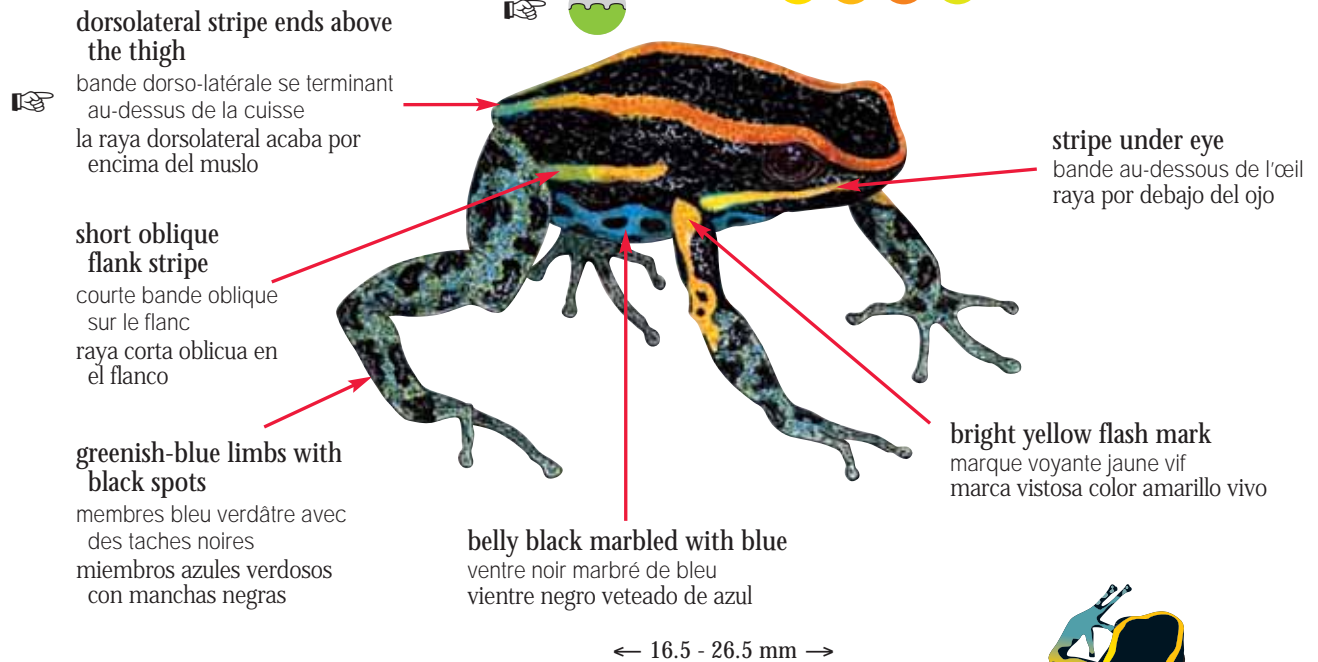 dorsolateral stripe ends above
the thigh
bande dorso-latérale se terminant
au-dessus de la cuisse
la raya dorsolateral acaba por
encima del muslo
stripe under eye
bande au-dessous de l'œil
raya por debajo del ojo
short oblique
flank stripe
courte bande oblique
sur le flanc
raya corta oblicua en
el flanco
greenish-blue limbs with
black spots
membres bleu verdâtre avec
des taches noires
miembros azules verdosos
con manchas negras
bright yellow flash mark
marque voyante jaune vif
marca vistosa color amarillo vivo
belly black marbled with blue
ventre noir marbré de bleu
vientre negro veteado de azul
← 16.5 - 26.5 mm →